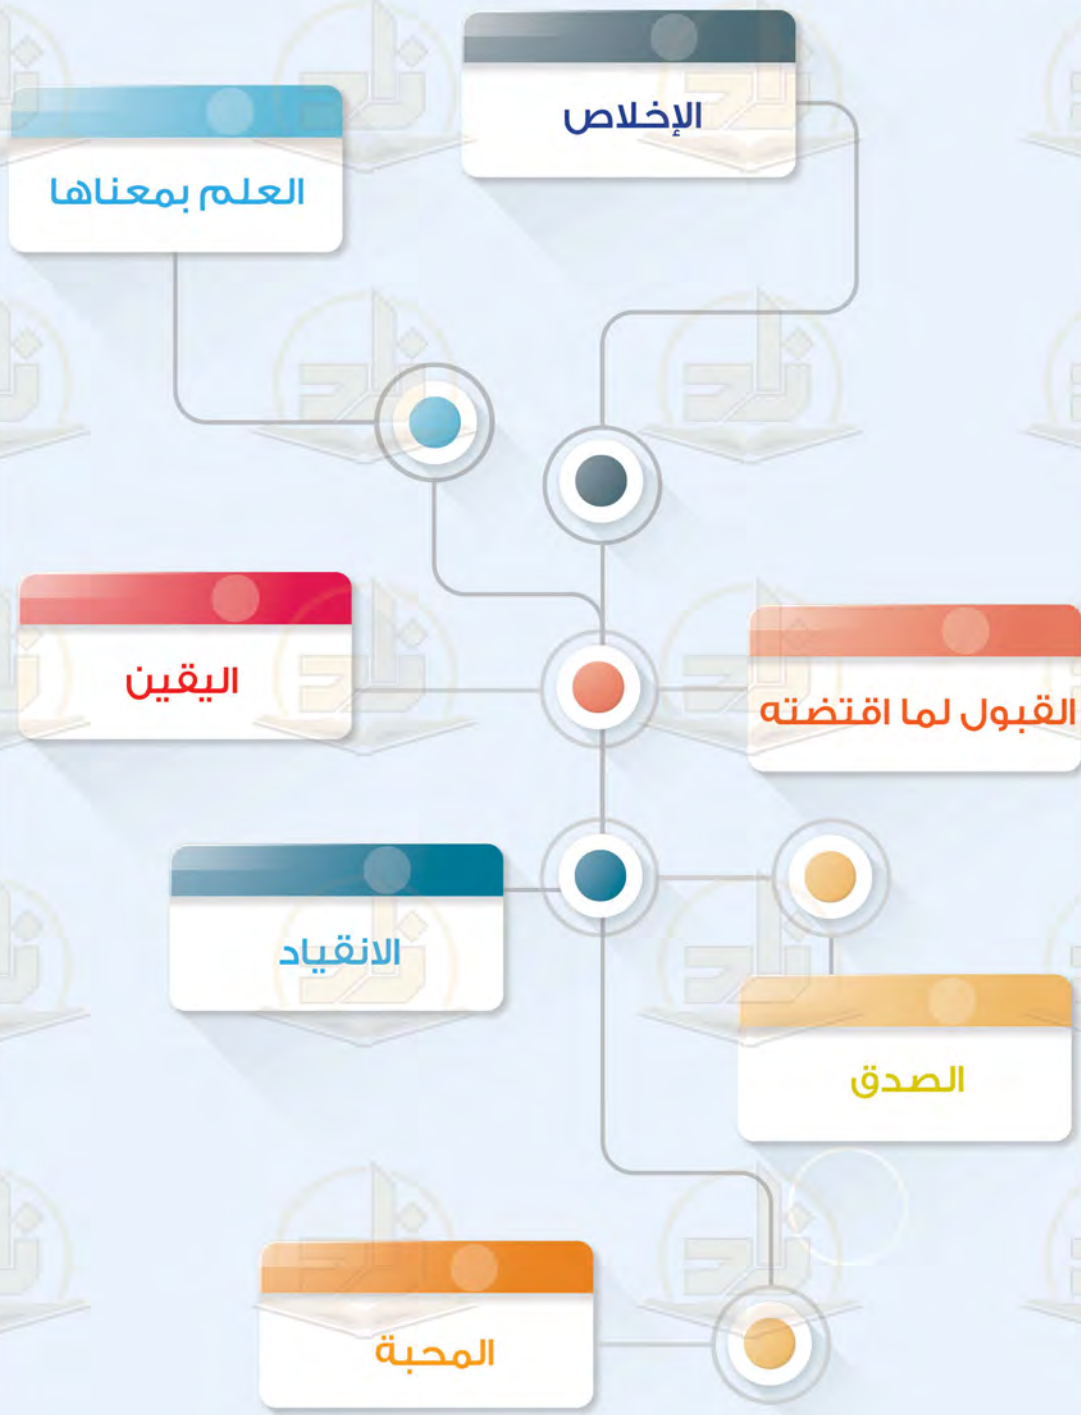 الإخلاص
العلم بمعناها
اليقين
القبول لما اقتضته
الانقياد
الصدق
المحبة